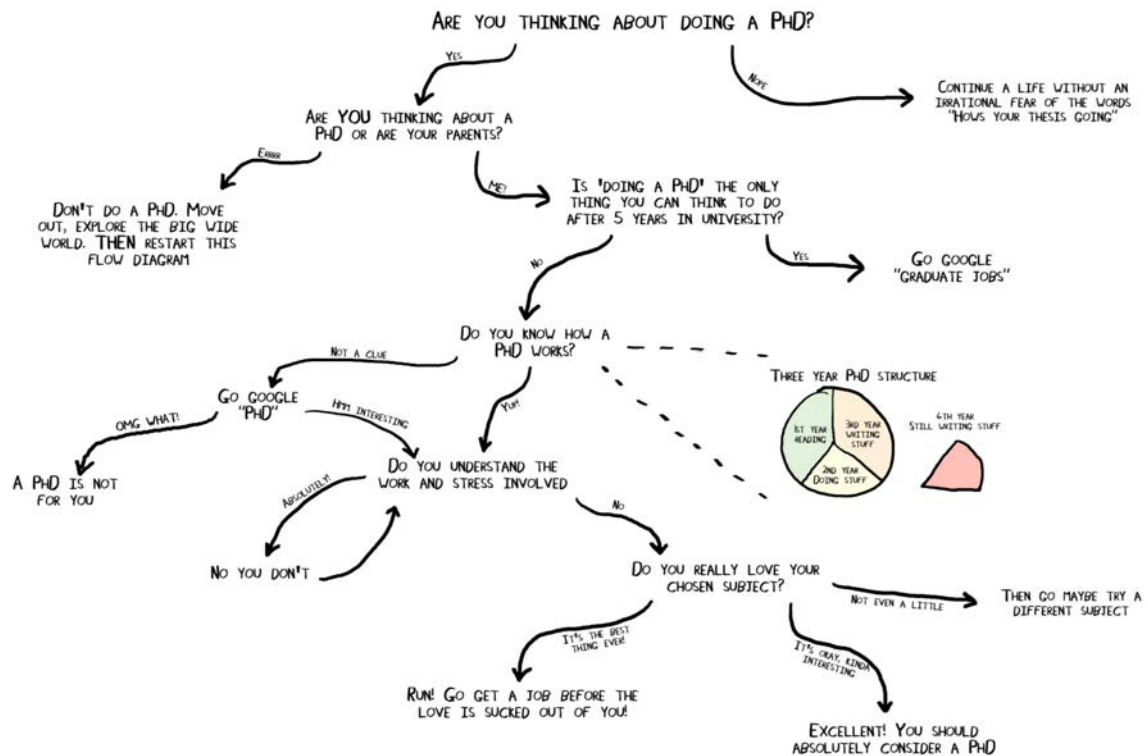 Are you thinking about doing a PhD?
Yes
Nope
Continue a life without an
irrational fear of the words
"Hows your thesis going"
Are YOU thinking about a
PhD or are your parents?
Errrr
Me?
Don't do a PhD. Move
out, explore the big wide
world. THEN restart this
flow diagram
Is 'doing a PhD' the only
thing you can think to do
after 5 years in university?
No
Yes
Go google
"graduate jobs"
Do you know how a
PhD works?
Not a clue
Yup!
Go google
"PhD"
OMG what!
Hmm interesting
A PhD is not
for you
Three year PhD structure
1st year
reading
3rd year
writing
stuff
2nd year
Doing stuff
4th year
Still writing stuff
Do you understand the
work and stress involved
Absolutely!
No
No you don't
Do you really love your
chosen subject?
Not even a little
Then go maybe try a
different subject
It's the best
thing ever!
It's okay, kinda
interesting
Run! Go get a job before the
love is sucked out of you!
Excellent! You should
absolutely consider a PhD